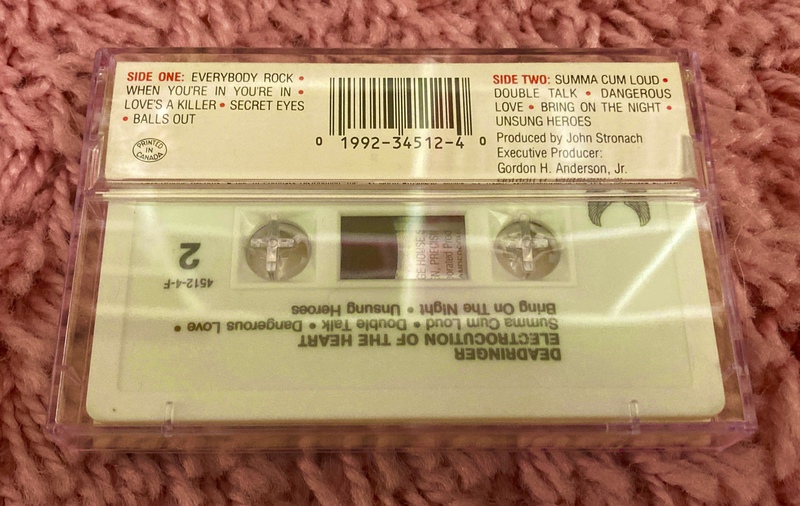 SIDE ONE: EVERYBODY ROCK •
WHEN YOU'RE IN YOU'RE IN •
LOVE'S A KILLER • SECRET EYES
• BALLS OUT
PRINTED
IN
CANADA
0 1992-34512-4 0
SIDE TWO: SUMMA CUM LOUD •
DOUBLE TALK • DANGEROUS
LOVE • BRING ON THE NIGHT •
UNSUNG HEROES
Produced by John Stronach
Executive Producer:
Gordon H. Anderson, Jr.
DEADRINGER
ELECTROCUTION OF THE HEART
Summa Cum Loud • Double Talk • Dangerous Love •
Bring On The Night • Unsung Heroes
4512-4-F
2